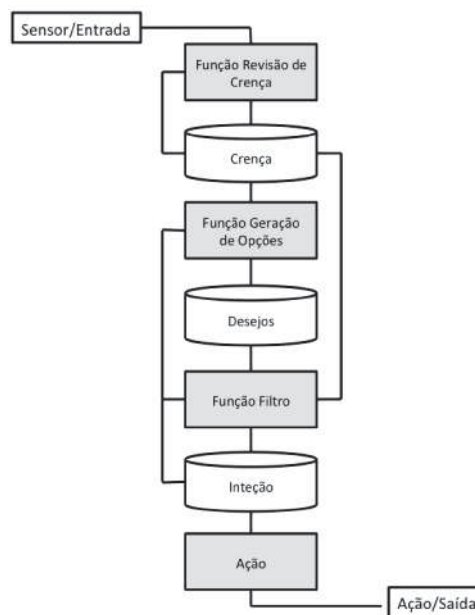 Sensor/Entrada
Função Revisão de
Crença
Crença
Função Geração
de Opções
Desejos
Função Filtro
Inteção
Ação
Ação/Saída